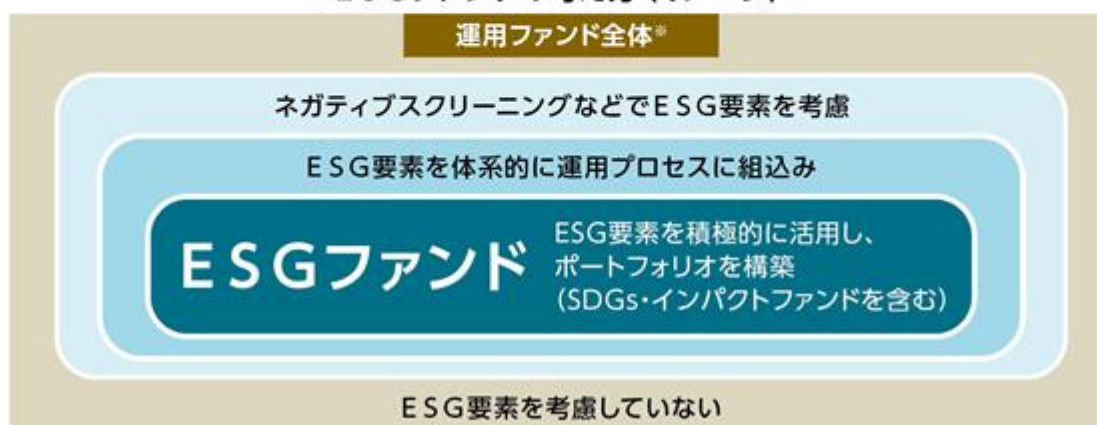 運用ファンド全体※
ネガティブスクリーニングなどでESG要素を考慮
ESG要素を体系的に運用プロセスに組込み
ESGファンド
ESG要素を積極的に活用し、
ポートフォリオを構築
(SDGs・インパクトファンドを含む)
ESG要素を考慮していない